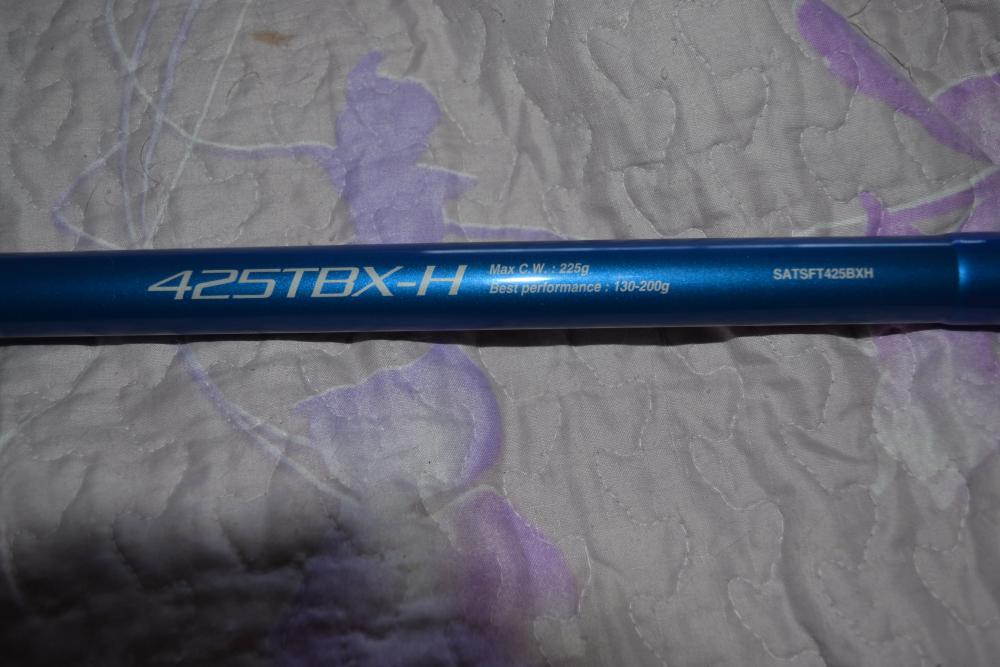 425TBX-H
Max C.W. : 225g
Best performance : 130-200g
SATSFT425BXH